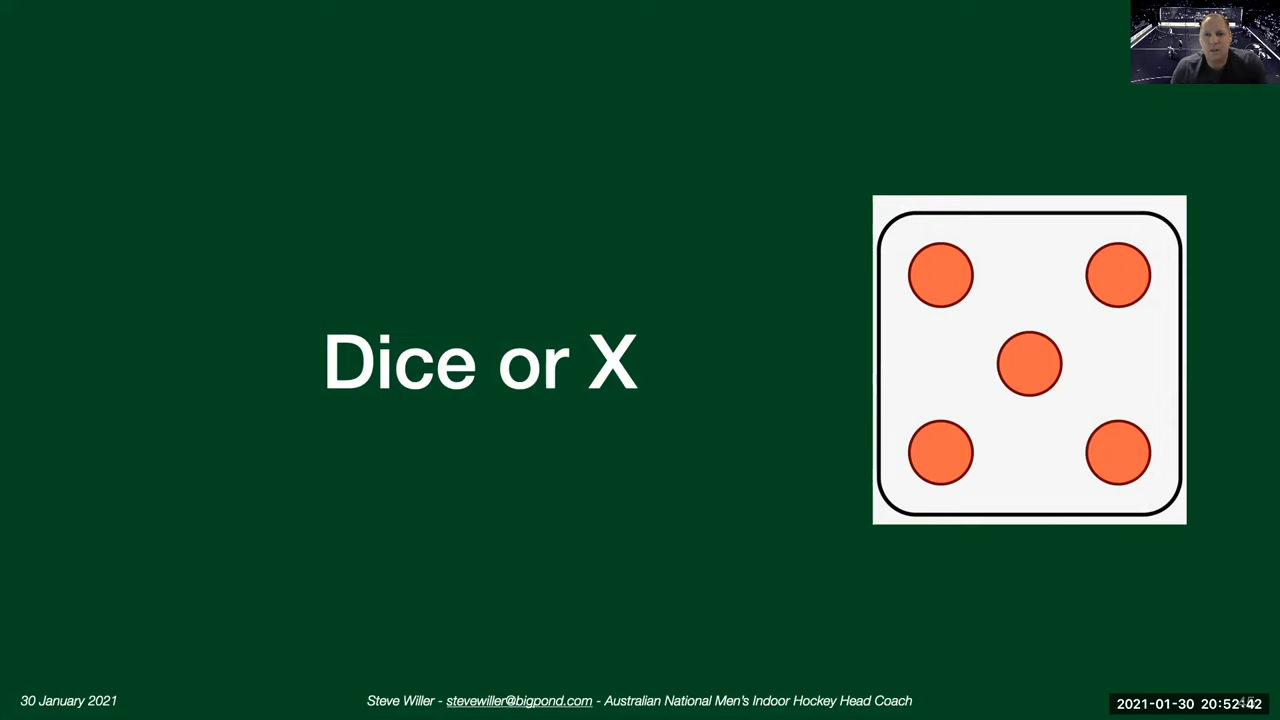 Dice or X
30 January 2021
Steve Willer - stevewiller@bigpond.com - Australian National Men's Indoor Hockey Head Coach
2021-01-30 20:52:42